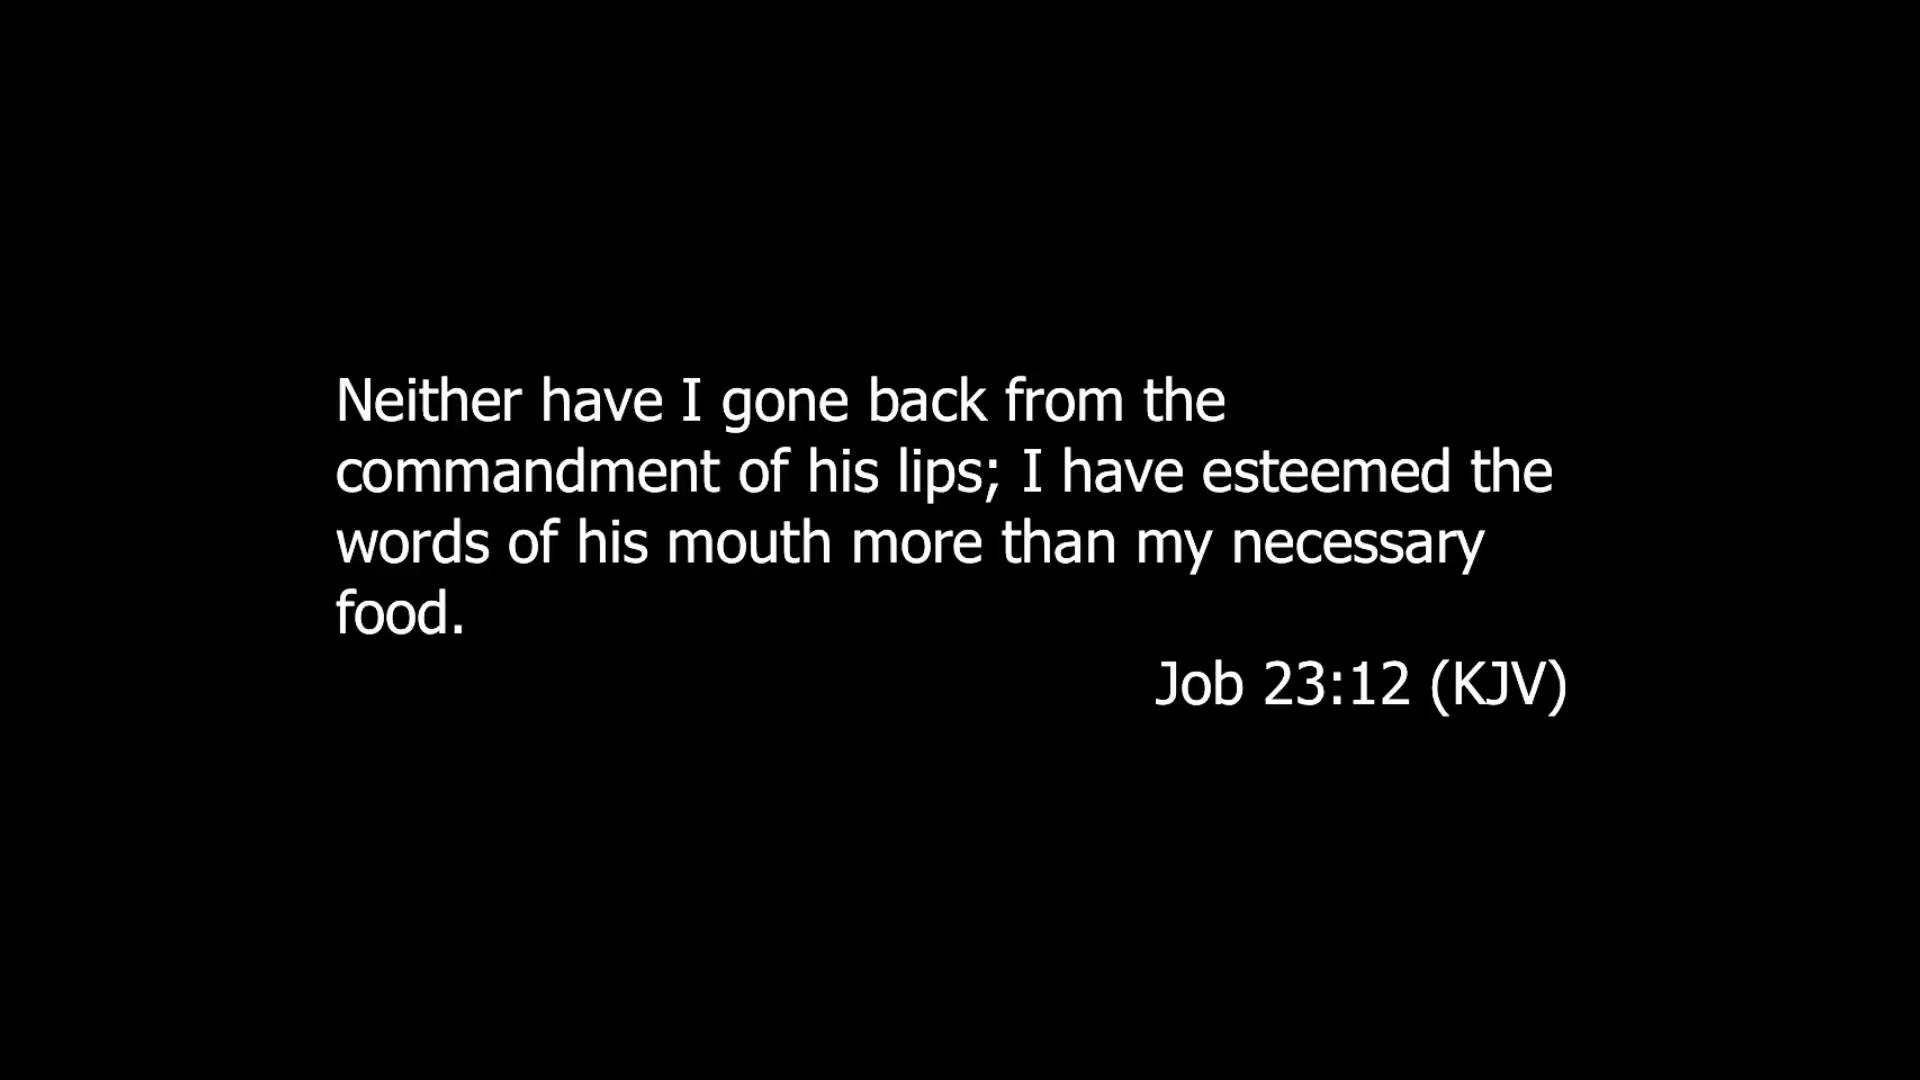 Neither have I gone back from the
commandment of his lips; I have esteemed the
words of his mouth more than my necessary
food.
Job 23:12 (KJV)